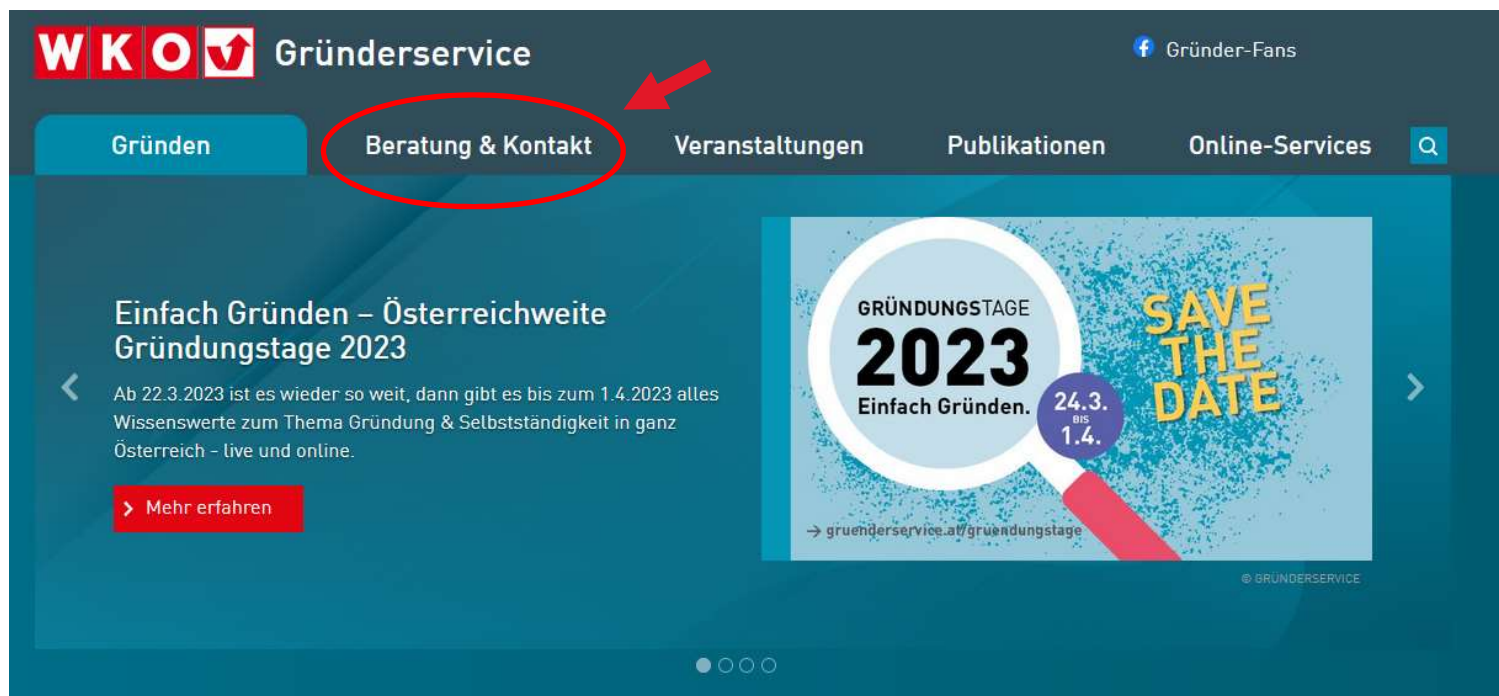 WKO Gründerservice
Gründer-Fans
Gründen
Beratung & Kontakt
Veranstaltungen
Publikationen
Online-Services
Einfach Gründen – Österreichweite
Gründungstage 2023
Ab 22.3.2023 ist es wieder so weit, dann gibt es bis zum 1.4.2023 alles
Wissenswerte zum Thema Gründung & Selbstständigkeit in ganz
Österreich - live und online.
Mehr erfahren
GRÜNDUNGSTAGE
2023
Einfach Gründen.
24.3.
BIS
1.4.
SAVE
THE
DATE
gruenderservice.at/gruendungstage
© GRÜNDERSERVICE